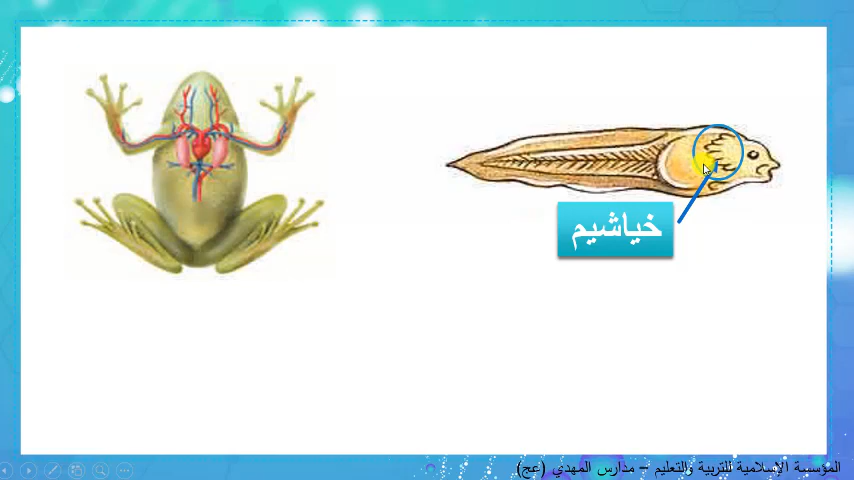 خياشيم
المؤسسة الإسلامية للتربية والتعليم – مدارس المهدي (عج)